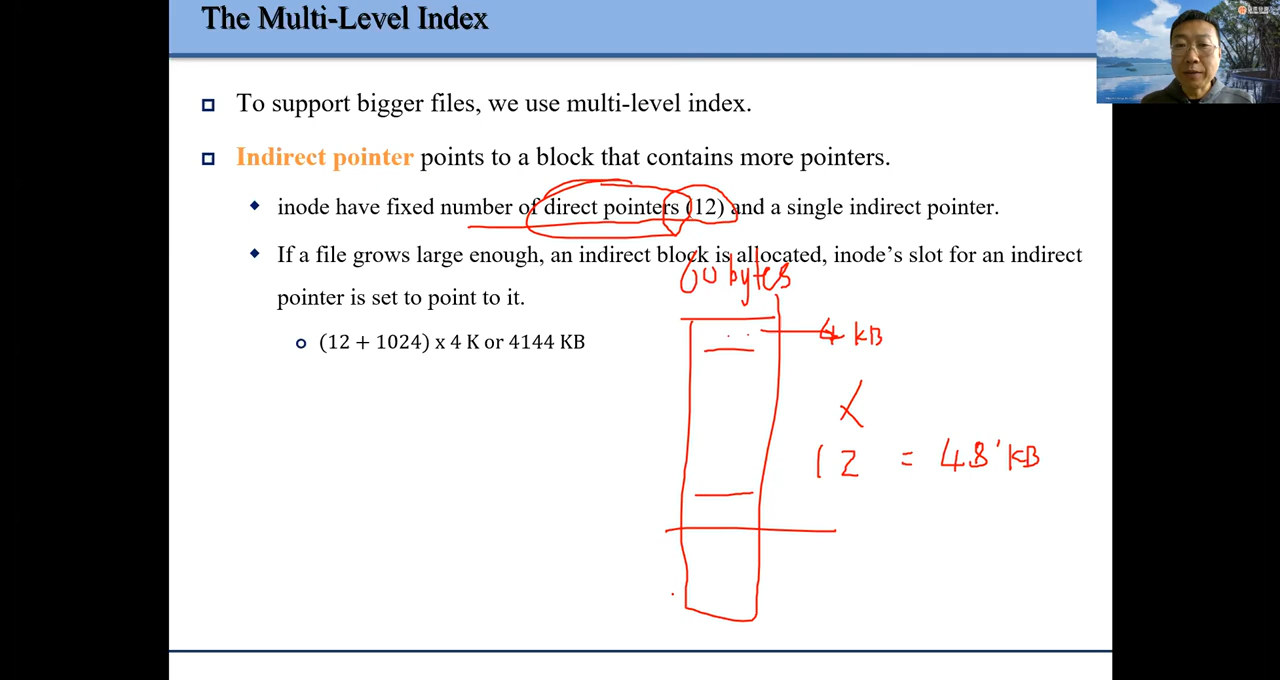 The Multi-Level Index
To support bigger files, we use multi-level index.
Indirect pointer points to a block that contains more pointers.
inode have fixed number of direct pointers (12) and a single indirect pointer.
If a file grows large enough, an indirect block is allocated, inode's slot for an indirect
pointer is set to point to it.
60 bytes
(12 + 1024) x 4 K or 4144 KB
4 KB
X
12 = 48 KB